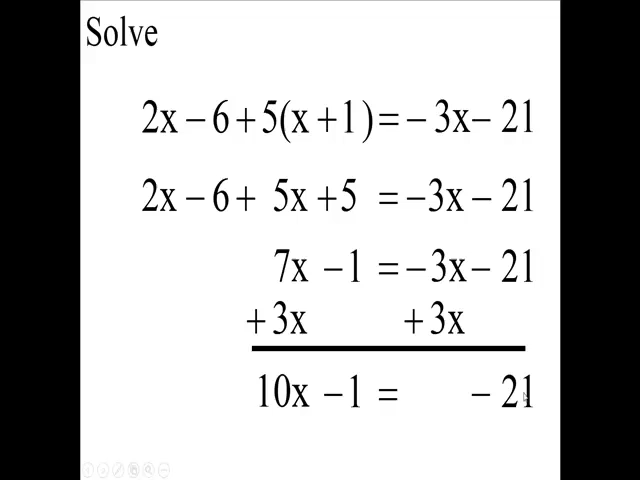 Solve
2x − 6 + 5(x + 1) = − 3x − 21
2x − 6 + 5x + 5 = −3x − 21
7x − 1 = −3x − 21
+ 3x + 3x
10x − 1 = − 21